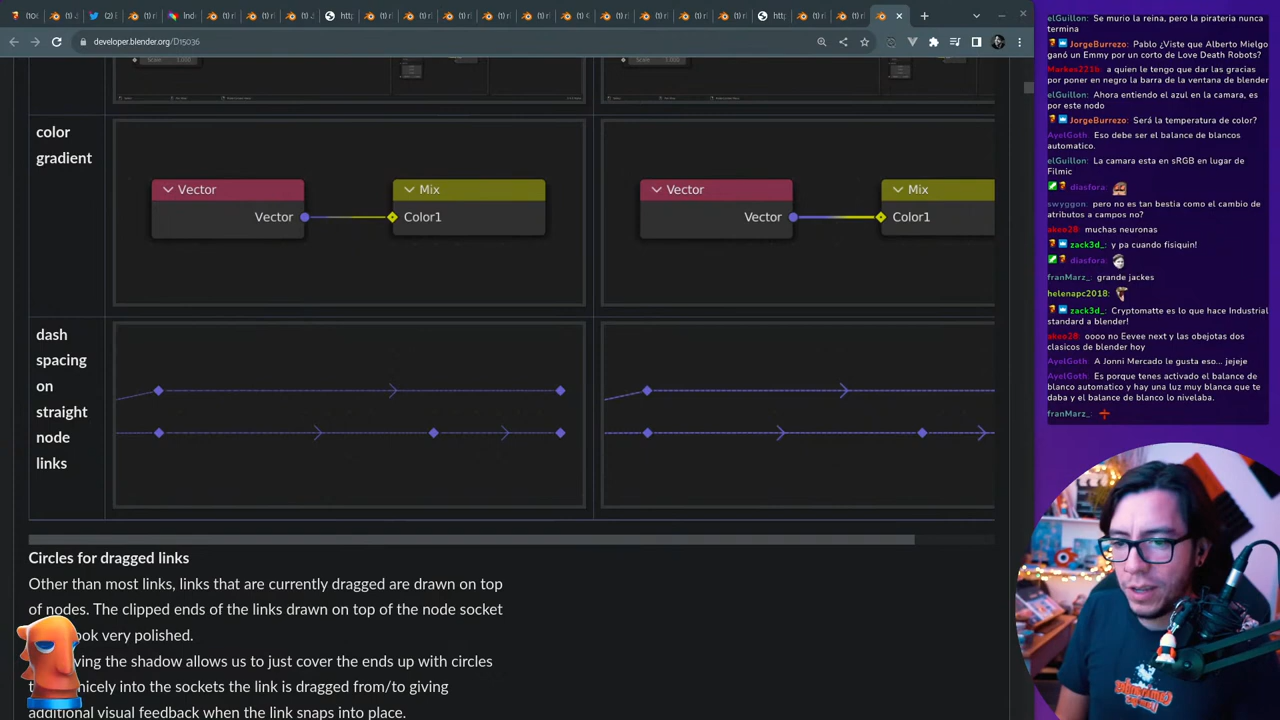 developer.blender.org/D15036
color
gradient
Vector
Vector
Mix
Color1
Vector
Vector
Mix
Color1
dash
spacing
on
straight
node
links
Circles for dragged links
Other than most links, links that are currently dragged are drawn on top
of nodes. The clipped ends of the links drawn on top of the node socket
look very polished.
the shadow allows us to just cover the ends up with circles
nicely into the sockets the link is dragged from/to giving
additional visual feedback when the link snaps into place.
elGuillon: Se murio la reina, pero la pirateria nunca
termina
JorgeBurrezo: Pablo ¿Viste que Alberto Mielgo
ganó un Emmy por un corto de Love Death Robots?
Markos221b: a quien le tengo que dar las gracias
por poner en negro la barra de la ventana de blender
elGuillon: Ahora entiendo el azul en la camara, es
por este nodo
JorgeBurrezo: Será la temperatura de color?
AyelGoth: Eso debe ser el balance de blancos
automatico.
elGuillon: La camara esta en sRGB en lugar de
Filmic
diasfora:
swyggon: pero no es tan bestia como el cambio de
atributos a campos no?
akeo28: muchas neuronas
zack3d_: y pa cuando fisiquin!
diasfora:
franMarz_: grande jackes
helenapc2018:
zack3d_: Cryptomatte es lo que hace Industrial
standard a blender!
akeo28: oooo no Eevee next y las obejotas dos
clasicos de blender hoy
AyelGoth: A Jonni Mercado le gusta eso... jejeje
AyelGoth: Es porque tenes activado el balance de
blanco automatico y hay una luz muy blanca que te
daba y el balance de blanco lo nivelaba.
franMarz_: